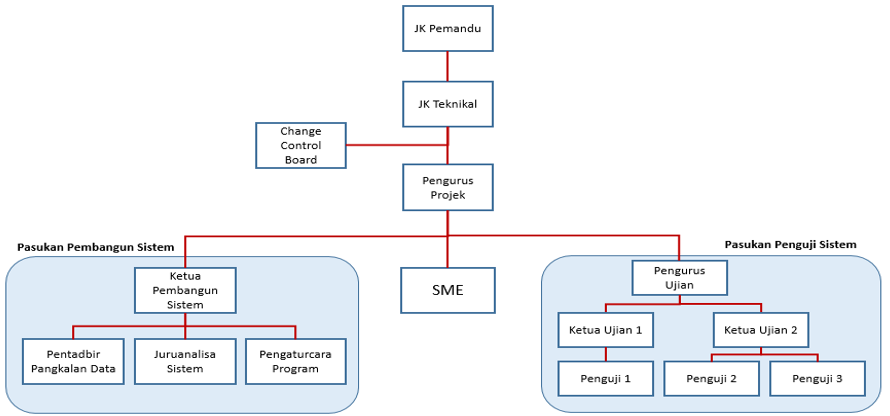 JK Pemandu
JK Teknikal
Change
Control
Board
Pengurus
Projek
Pasukan Pembangun Sistem
Pasukan Penguji Sistem
Ketua
Pembangun
Sistem
SME
Pengurus
Ujian
Ketua Ujian 1
Ketua Ujian 2
Pentadbir
Pangkalan Data
Juruanalisa
Sistem
Pengaturcara
Program
Penguji 1
Penguji 2
Penguji 3